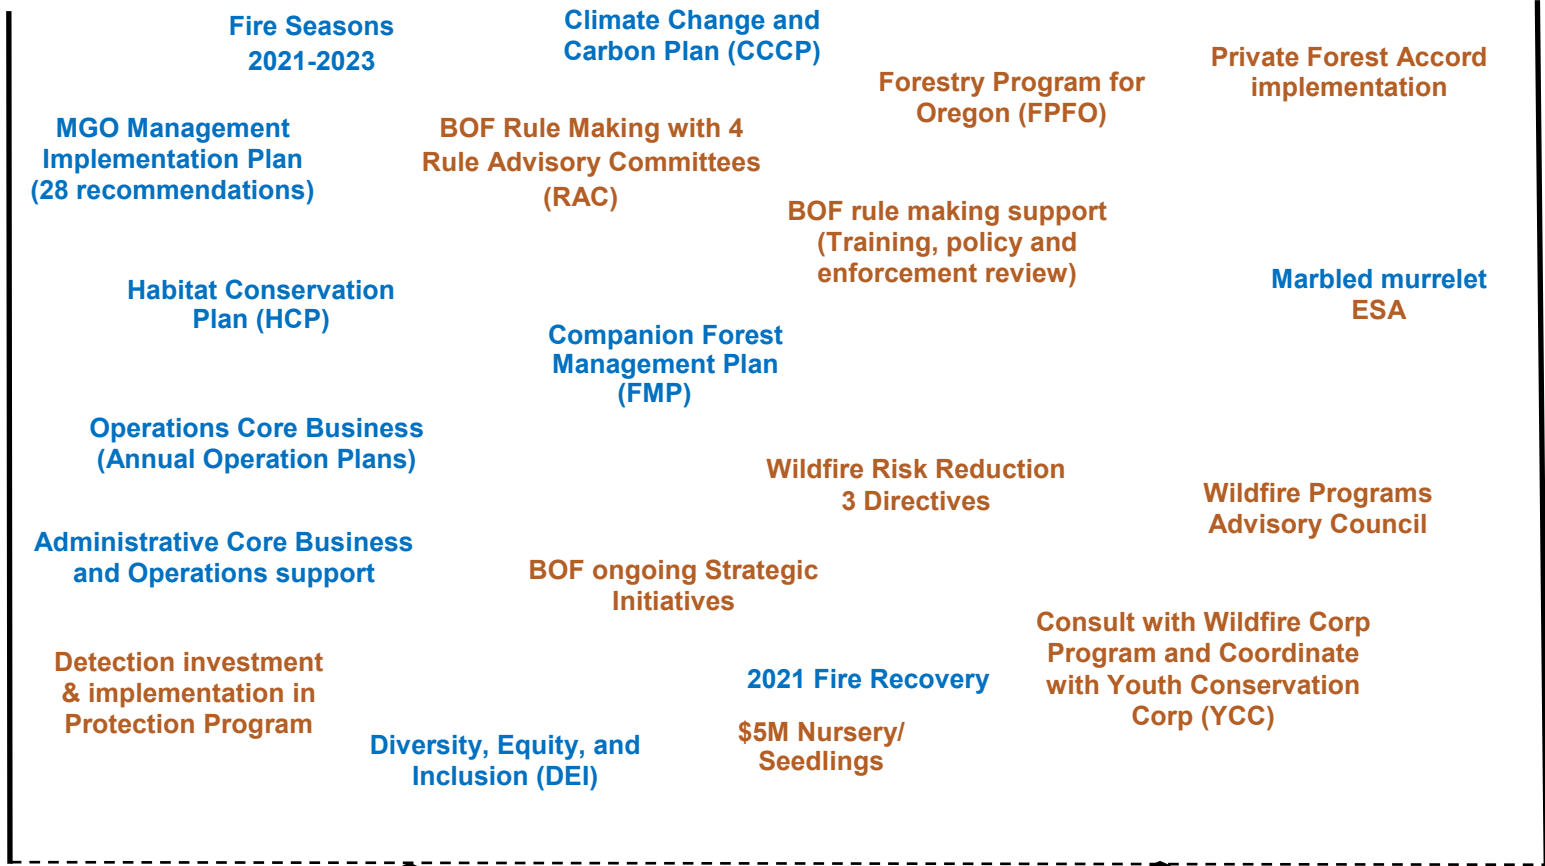 Fire Seasons
2021-2023
Climate Change and
Carbon Plan (CCCP)
Private Forest Accord
implementation
Forestry Program for
Oregon (FPFO)
MGO Management
Implementation Plan
(28 recommendations)
BOF Rule Making with 4
Rule Advisory Committees
(RAC)
BOF rule making support
(Training, policy and
enforcement review)
Habitat Conservation
Plan (HCP)
Marbled murrelet
ESA
Companion Forest
Management Plan
(FMP)
Operations Core Business
(Annual Operation Plans)
Wildfire Risk Reduction
3 Directives
Wildfire Programs
Advisory Council
Administrative Core Business
and Operations support
BOF ongoing Strategic
Initiatives
Consult with Wildfire Corp
Program and Coordinate
with Youth Conservation
Corp (YCC)
Detection investment
& implementation in
Protection Program
2021 Fire Recovery
$5M Nursery/
Seedlings
Diversity, Equity, and
Inclusion (DEI)